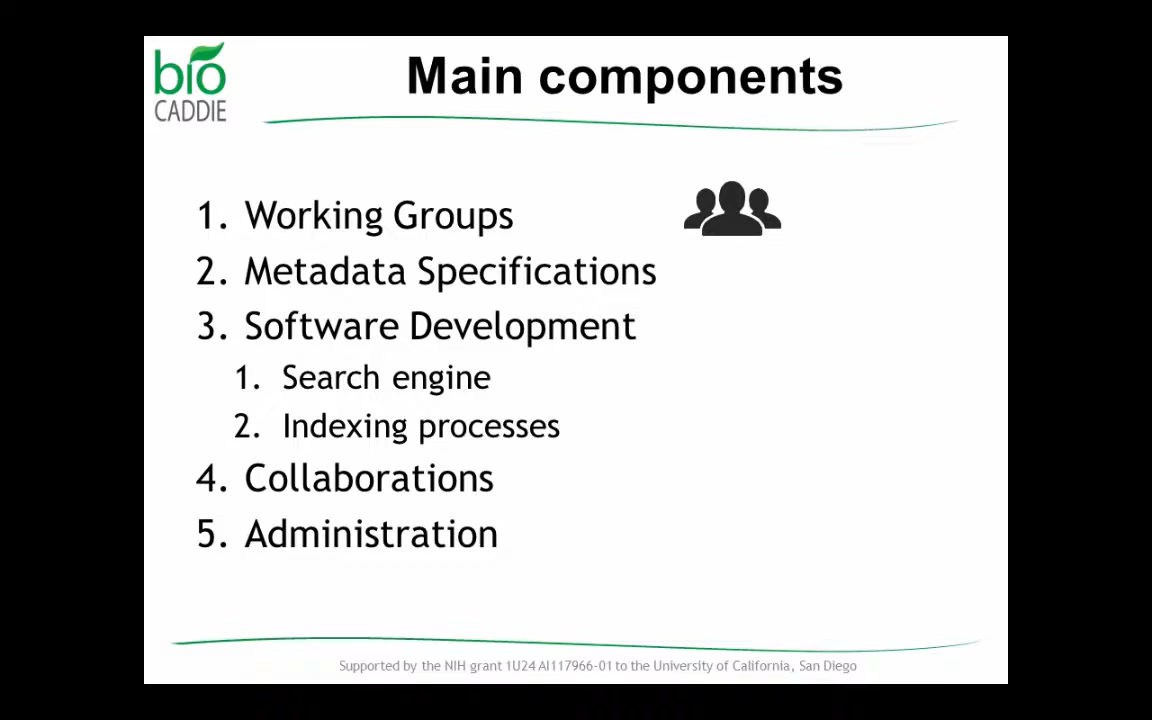 bio
CADDIE
Main components
1. Working Groups
2. Metadata Specifications
3. Software Development
1. Search engine
2. Indexing processes
4. Collaborations
5. Administration
Supported by the NIH grant 1U24 AI117966-01 to the University of California, San Diego